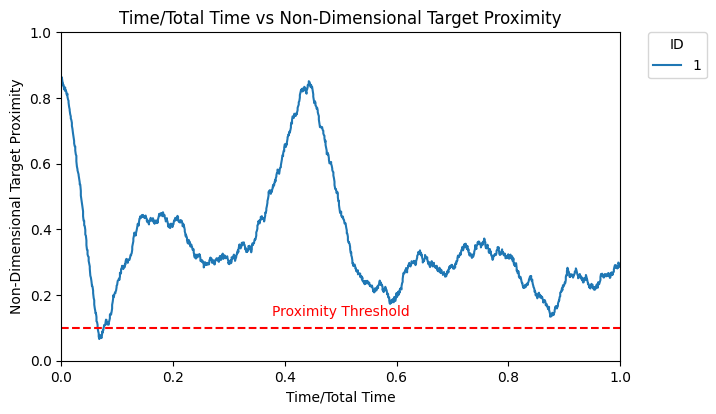 Time/Total Time vs Non-Dimensional Target Proximity
ID
1
Non-Dimensional Target Proximity
1.0
0.8
0.6
0.4
0.2
0.0
Proximity Threshold
0.0 0.2 0.4 0.6 0.8 1.0
Time/Total Time